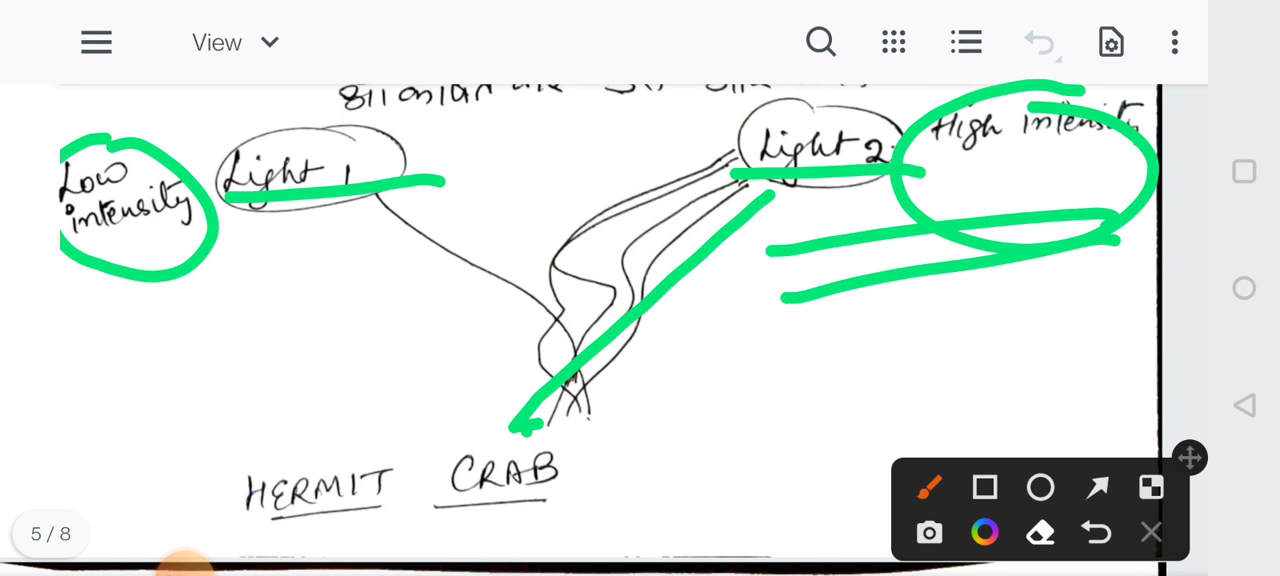 View
Low
intensity
Light 1
Light 2
High intensity
HERMIT CRAB
5 / 8